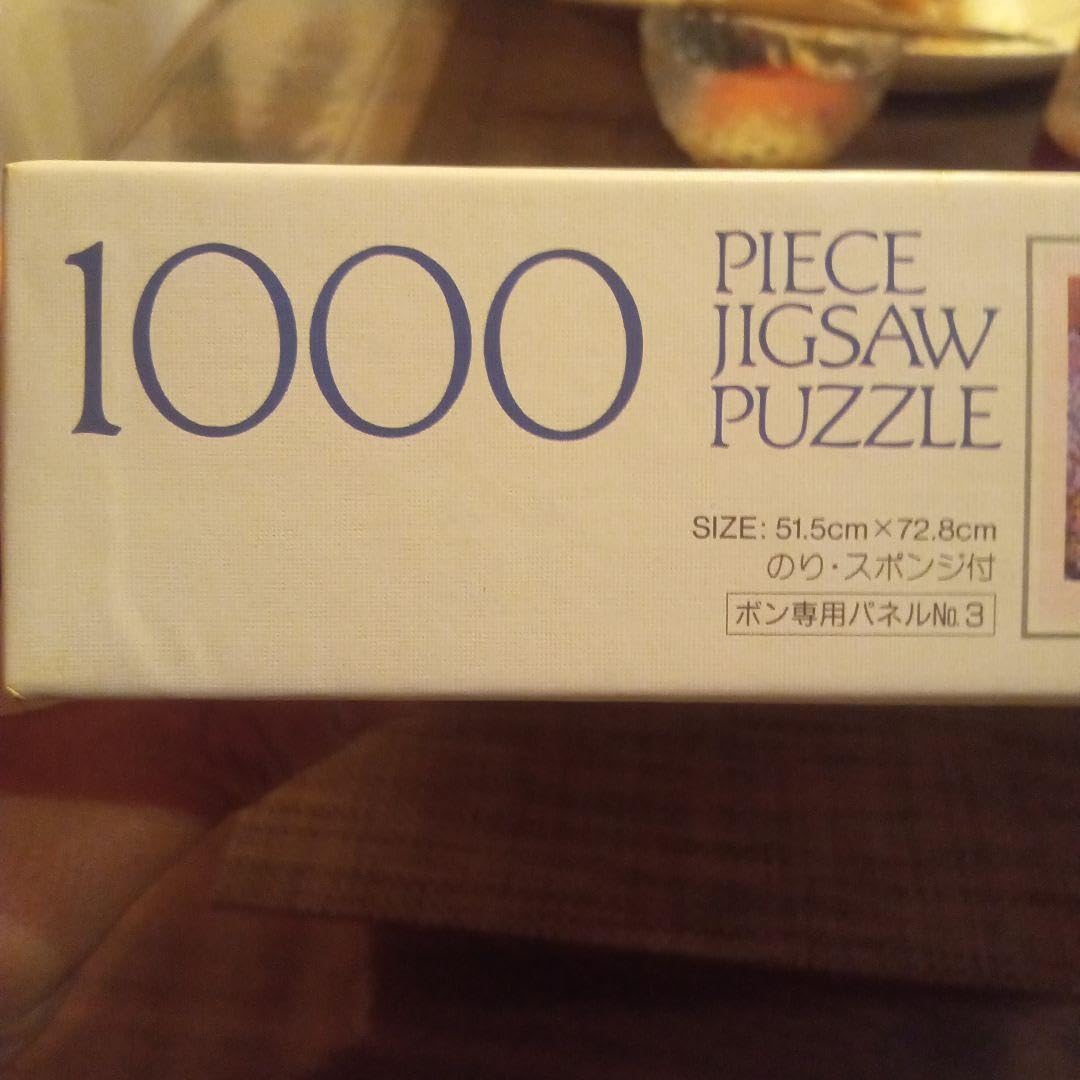 1000
PIECE
JIGSAW
PUZZLE
SIZE: 51.5cm×72.8cm
のり・スポンジ付
ボン専用パネル№3